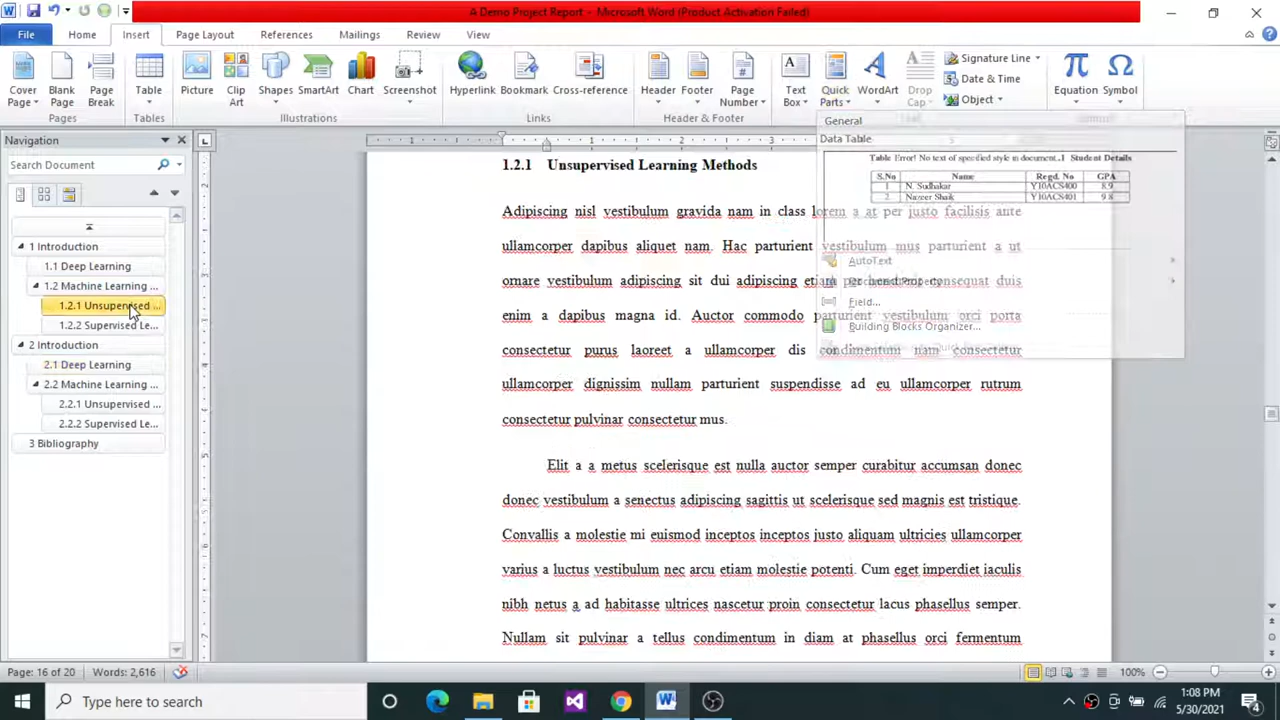 A Demo Project Report - Microsoft Word (Product Activation Failed)
File Home Insert Page Layout References Mailings Review View
Cover Page Blank Page Page Break Table Picture Clip Art Shapes SmartArt Chart Screenshot Hyperlink Bookmark Cross-reference Header Footer Page Number Text Box Quick Parts WordArt Drop Cap Signature Line Date & Time Object Equation Symbol
Pages Tables Illustrations Links Header & Footer
Navigation
Search Document
1 Introduction
1.1 Deep Learning
1.2 Machine Learning ...
1.2.1 Unsupervised ...
1.2.2 Supervised Le...
2 Introduction
2.1 Deep Learning
2.2 Machine Learning ...
2.2.1 Unsupervised ...
2.2.2 Supervised Le...
3 Bibliography
General
Data Table
Table Error! No text of specified style in document..1 Student Details
S.No Name Regd. No GPA
1 N. Sudhakar Y10ACS400 8.9
2. Nazeer Shaik Y10ACS401 9.8
AutoText
Field...
Building Blocks Organizer...
1.2.1 Unsupervised Learning Methods
Adipiscing nisl vestibulum gravida nam in class lorem a at per justo facilisis ante
ullamcorper dapibus aliquet nam. Hac parturient vestibulum mus parturient a ut
ornare vestibulum adipiscing sit dui adipiscing etiam per hendrerit consequat duis
enim a dapibus magna id. Auctor commodo parturient vestibulum orci porta
consectetur purus laoreet a ullamcorper dis condimentum nam consectetur
ullamcorper dignissim nullam parturient suspendisse ad eu ullamcorper rutrum
consectetur pulvinar consectetur mus.
Elit a a metus scelerisque est nulla auctor semper curabitur accumsan donec
donec vestibulum a senectus adipiscing sagittis ut scelerisque sed magnis est tristique.
Convallis a molestie mi euismod inceptos inceptos justo aliquam ultricies ullamcorper
varius a luctus vestibulum nec arcu etiam molestie potenti. Cum eget imperdiet iaculis
nibh netus a ad habitasse ultrices nascetur proin consectetur lacus phasellus semper.
Nullam sit pulvinar a tellus condimentum in diam at phasellus orci fermentum
Page: 16 of 20 Words: 2,616 100%
Type here to search
1:08 PM
5/30/2021